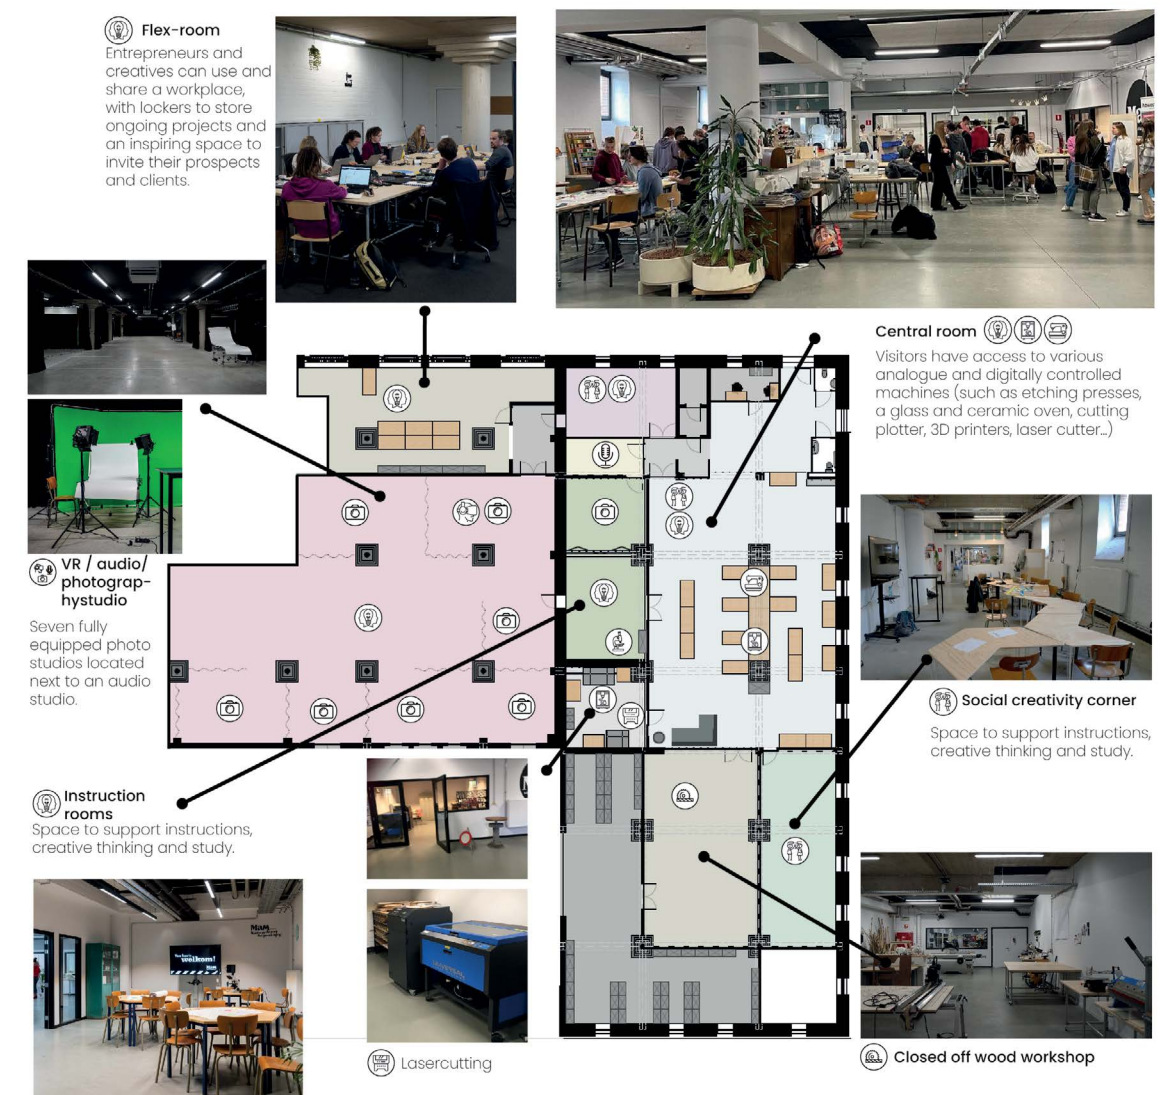 Flex-room
Entrepreneurs and
creatives can use and
share a workplace,
with lockers to store
ongoing projects and
an inspiring space to
invite their prospects
and clients.
Central room
Visitors have access to various
analogue and digitally controlled
machines (such as etching presses,
a glass and ceramic oven, cutting
plotter, 3D printers, laser cutter...)
VR / audio/
photograp-
hystudio
Seven fully
equipped photo
studios located
next to an audio
studio.
Social creativity corner
Space to support instructions,
creative thinking and study.
Instruction
rooms
Space to support instructions,
creative thinking and study.
Mam
welkom!
Lasercutting
Closed off wood workshop